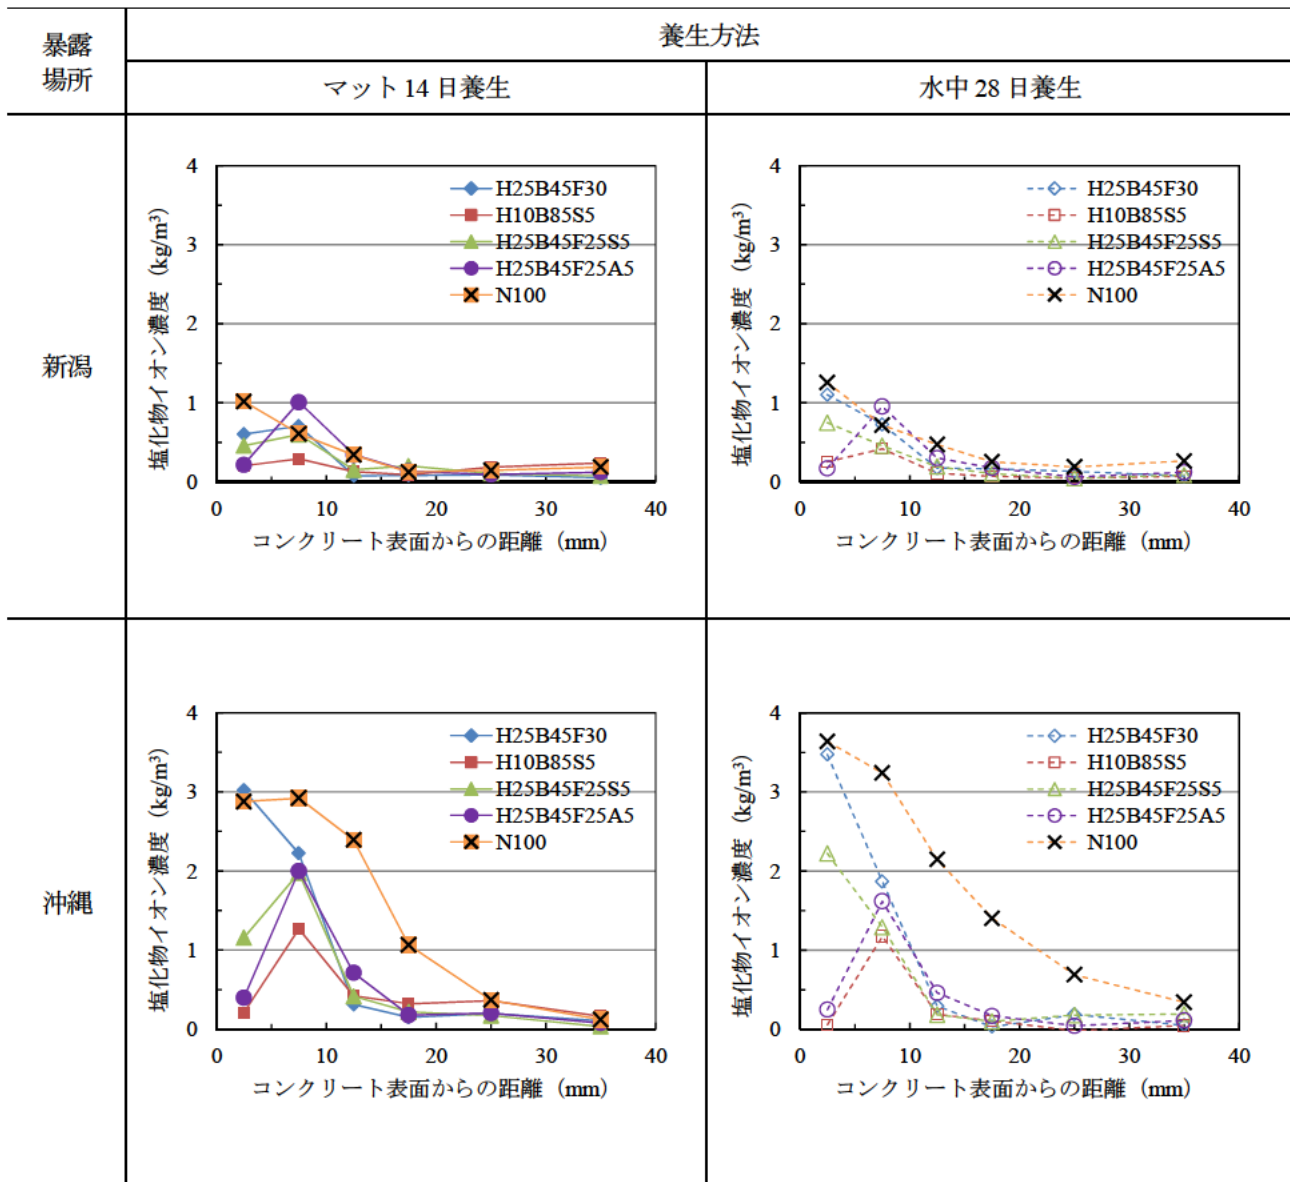 暴露
場所
養生方法
マット 14 日養生
水中 28 日養生
新潟
塩化物イオン濃度 (kg/m³)
4
3
2
1
0
0 10 20 30 40
コンクリート表面からの距離 (mm)
H25B45F30
H10B85S5
H25B45F25S5
H25B45F25A5
N100
塩化物イオン濃度 (kg/m³)
4
3
2
1
0
0 10 20 30 40
コンクリート表面からの距離 (mm)
H25B45F30
H10B85S5
H25B45F25S5
H25B45F25A5
N100
沖縄
塩化物イオン濃度 (kg/m³)
4
3
2
1
0
0 10 20 30 40
コンクリート表面からの距離 (mm)
H25B45F30
H10B85S5
H25B45F25S5
H25B45F25A5
N100
塩化物イオン濃度 (kg/m³)
4
3
2
1
0
0 10 20 30 40
コンクリート表面からの距離 (mm)
H25B45F30
H10B85S5
H25B45F25S5
H25B45F25A5
N100